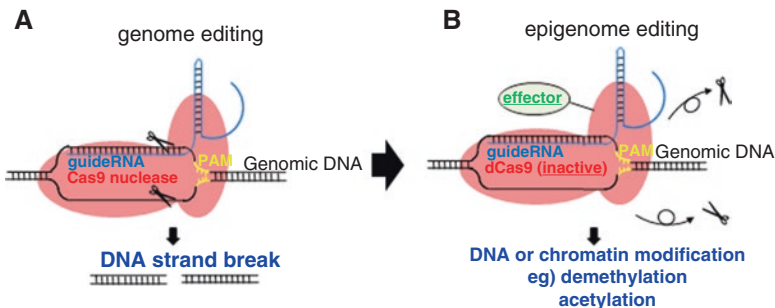 A
genome editing
guideRNA
Cas9 nuclease
PAM
Genomic DNA
DNA strand break
B
epigenome editing
effector
guideRNA
dCas9 (inactive)
PAM
Genomic DNA
DNA or chromatin modification
eg) demethylation
acetylation